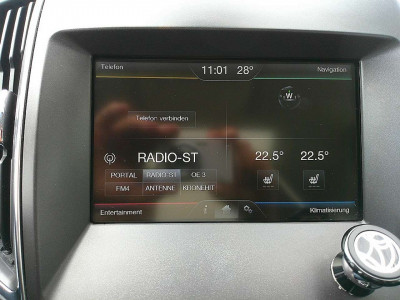 Telefon 11:01 28° Navigation
W
Telefon verbinden
RADIO-ST 22.5° 22.5°
PORTAL RADIO-ST OE 3
FM4 ANTENNE KRONEHIT
Entertainment i Klimatisierung